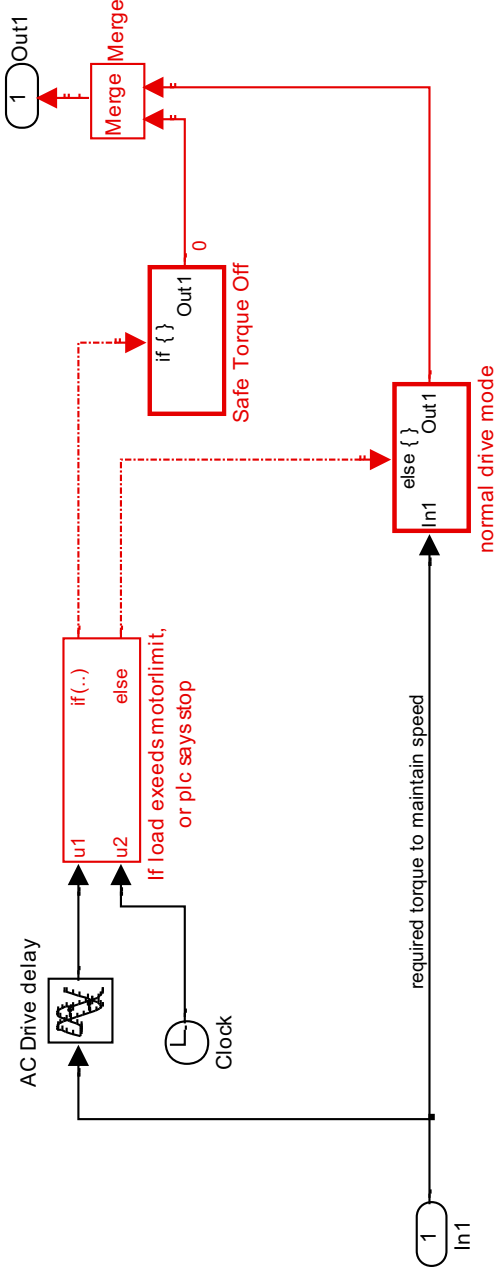 1
In1
AC Drive delay
Clock
u1
u2
if(..)
else
If load exeeds motorlimit,
or plc says stop
required torque to maintain speed
if { }
Out1
Safe Torque Off
0
else { }
In1
Out1
normal drive mode
Merge
Merge
1
Out1